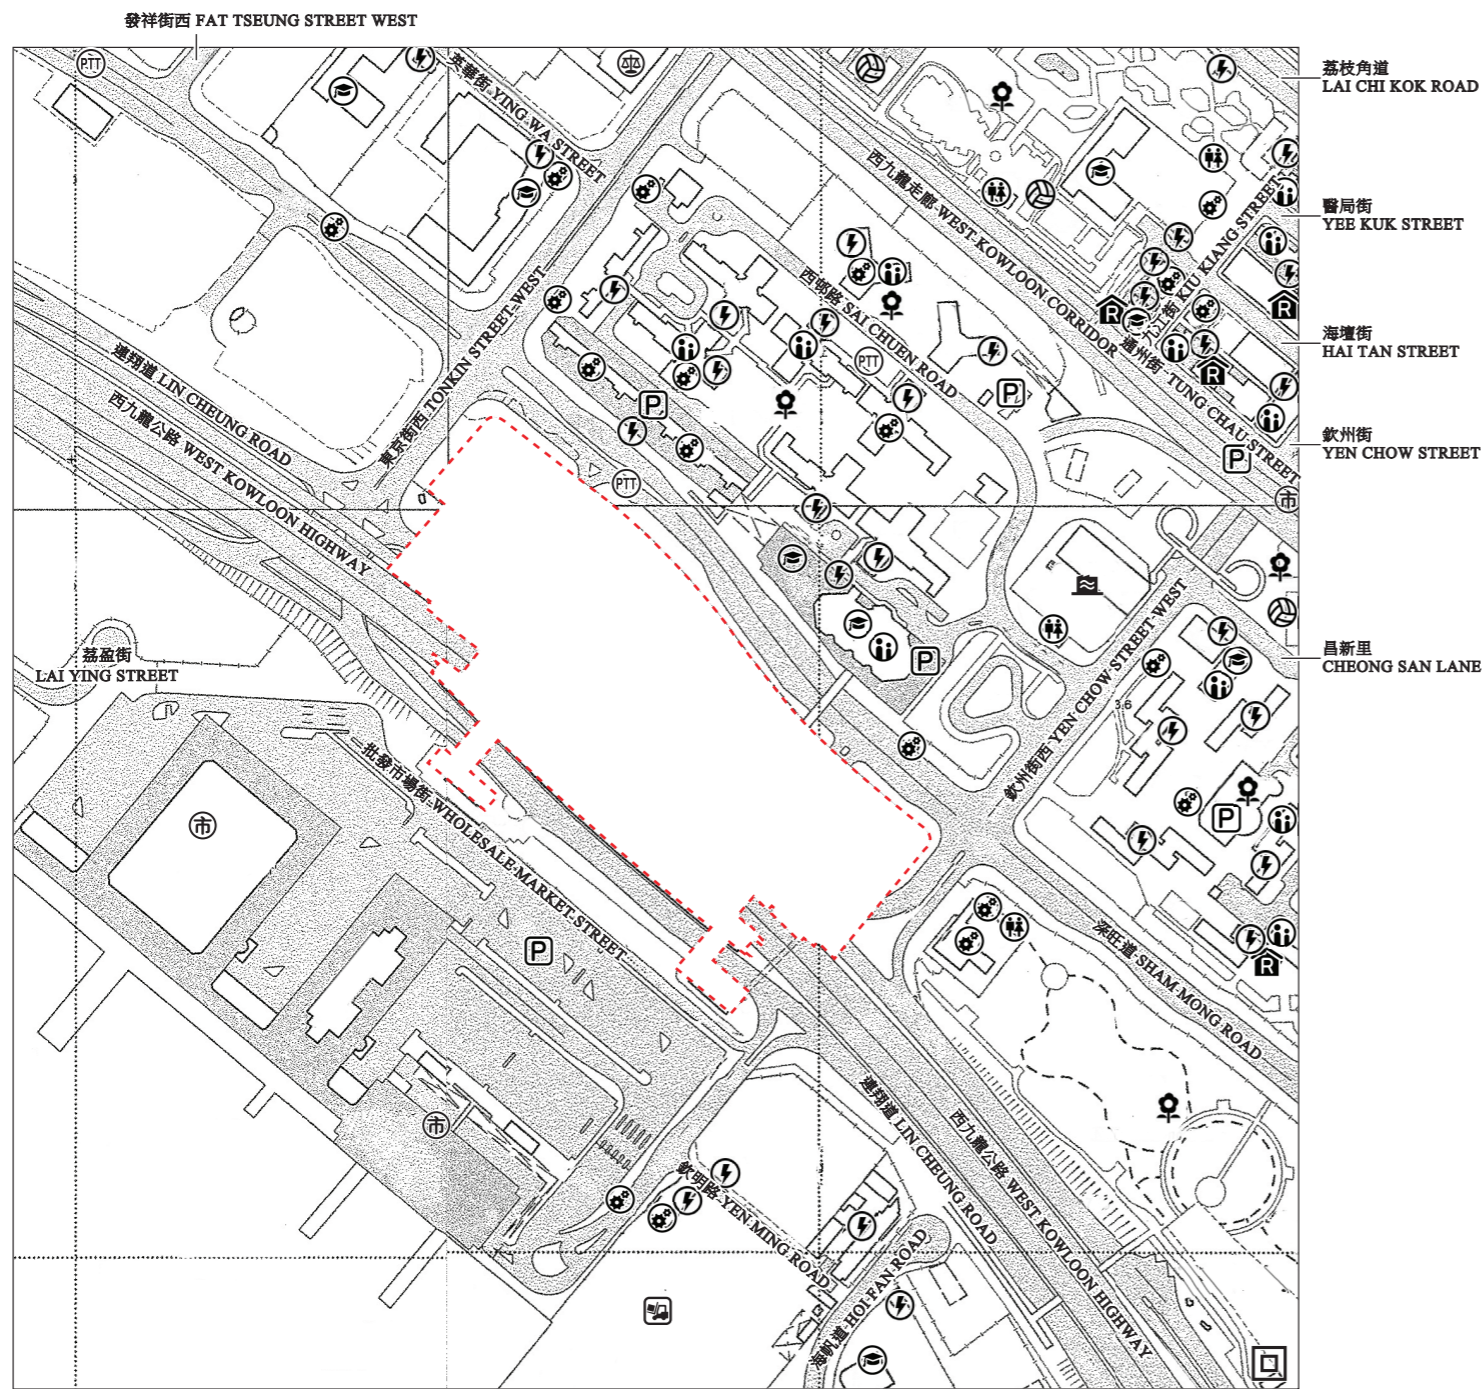 發祥街西 FAT TSEUNG STREET WEST
荔枝角道
LAI CHI KOK ROAD
PTT
英華街 YING WA STREET
西九龍走廊 WEST KOWLOON CORRIDOR
醫局街
YEE KUK STREET
KIU KIANG STREET
西邨路 SAI CHUEN ROAD
東京街西 TONKIN STREET WEST
連翔道 LIN CHEUNG ROAD
西九龍公路 WEST KOWLOON HIGHWAY
R
R
R
海壇街
HAI TAN STREET
通州街 TUNG CHAU STREET
PTT
P
P
欽州街
YEN CHOW STREET
P
PTT
市
荔盈街
LAI YING STREET
昌新里
CHEONG SAN LANE
P
欽州街西 YEN CHOW STREET WEST
3.6
一批發市場街 WHOLESALE MARKET STREET
市
P
P
深旺道 SHAM MONG ROAD
R
市
連翔道 LIN CHEUNG ROAD
西九龍公路 WEST KOWLOON HIGHWAY
欽明路 YEN MING ROAD
海帆道 HOI FAN ROAD